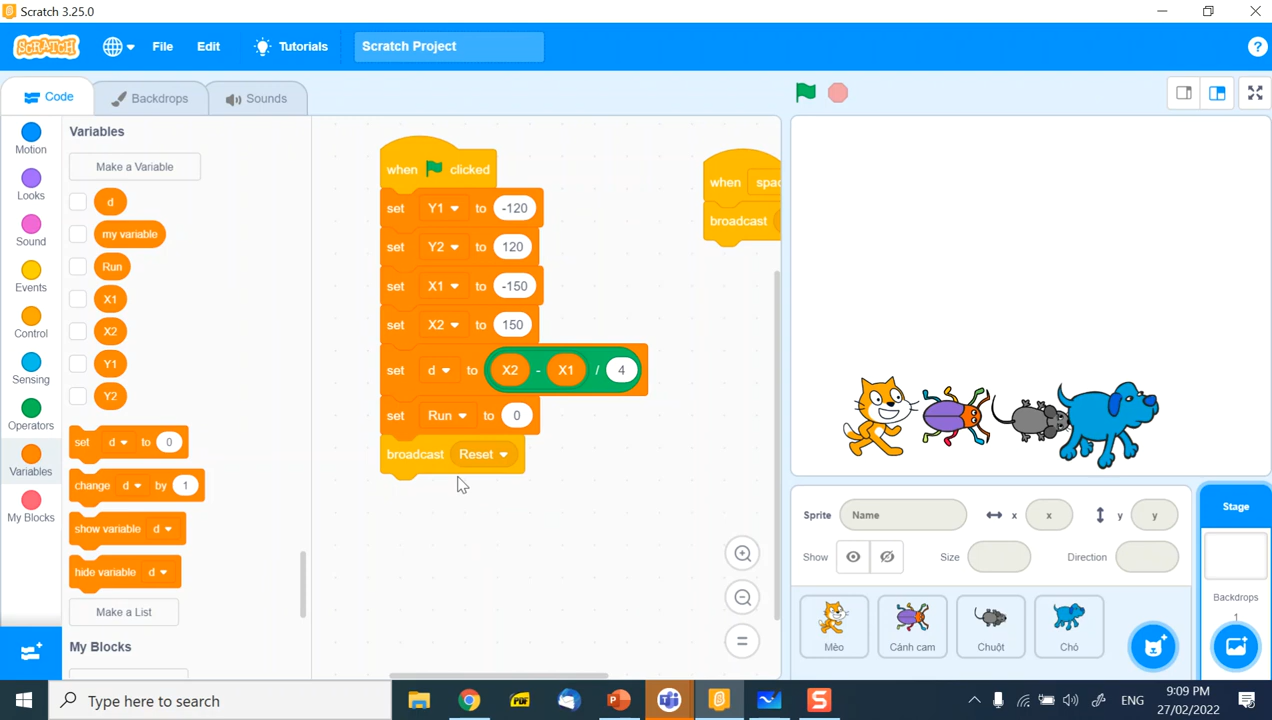 Scratch 3.25.0
SCRATCH
File
Edit
Tutorials
Scratch Project
?
Code
Backdrops
Sounds
Motion
Looks
Sound
Events
Control
Sensing
Operators
Variables
My Blocks
Variables
Make a Variable
d
my variable
Run
X1
X2
Y1
Y2
set d to 0
change d by 1
show variable d
hide variable d
Make a List
My Blocks
when clicked
set Y1 to -120
set Y2 to 120
set X1 to -150
set X2 to 150
set d to X2 - X1 / 4
set Run to 0
broadcast Reset
when spac
broadcast
Sprite Name x x y y
Show Size Direction
Mèo
Cánh cam
Chuột
Chó
Stage
Backdrops
1
Type here to search
PDF
S
ENG
9:09 PM
27/02/2022